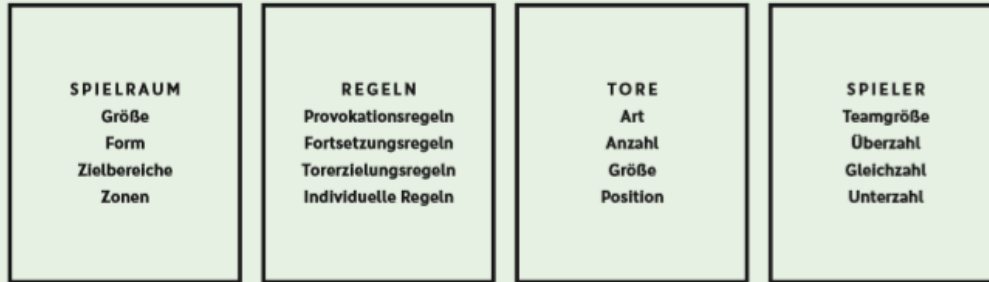 SPIELRAUM
Größe
Form
Zielbereiche
Zonen
REGELN
Provokationsregeln
Fortsetzungsregeln
Torerzielungsregeln
Individuelle Regeln
TORE
Art
Anzahl
Größe
Position
SPIELER
Teamgröße
Überzahl
Gleichzahl
Unterzahl